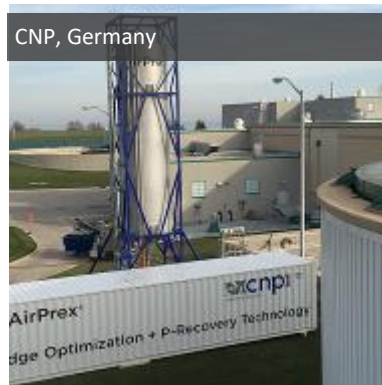 CNP, Germany
AirPrex
cnp
dge Optimization + P-Recovery Technology